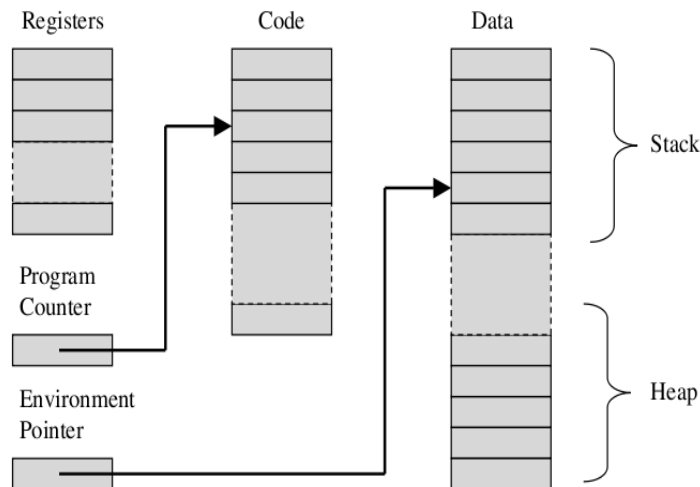 Registers
Code
Data
Stack
Program
Counter
Environment
Pointer
Heap